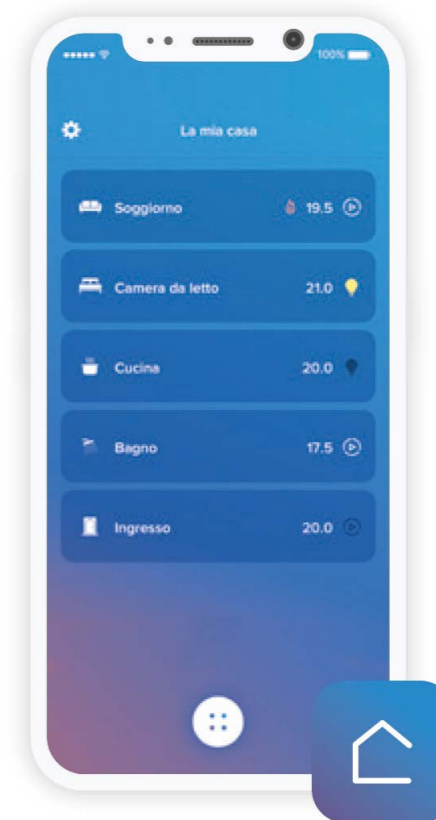 100%
La mia casa
Soggiorno 19.5
Camera da letto 21.0
Cucina 20.0
Bagno 17.5
Ingresso 20.0